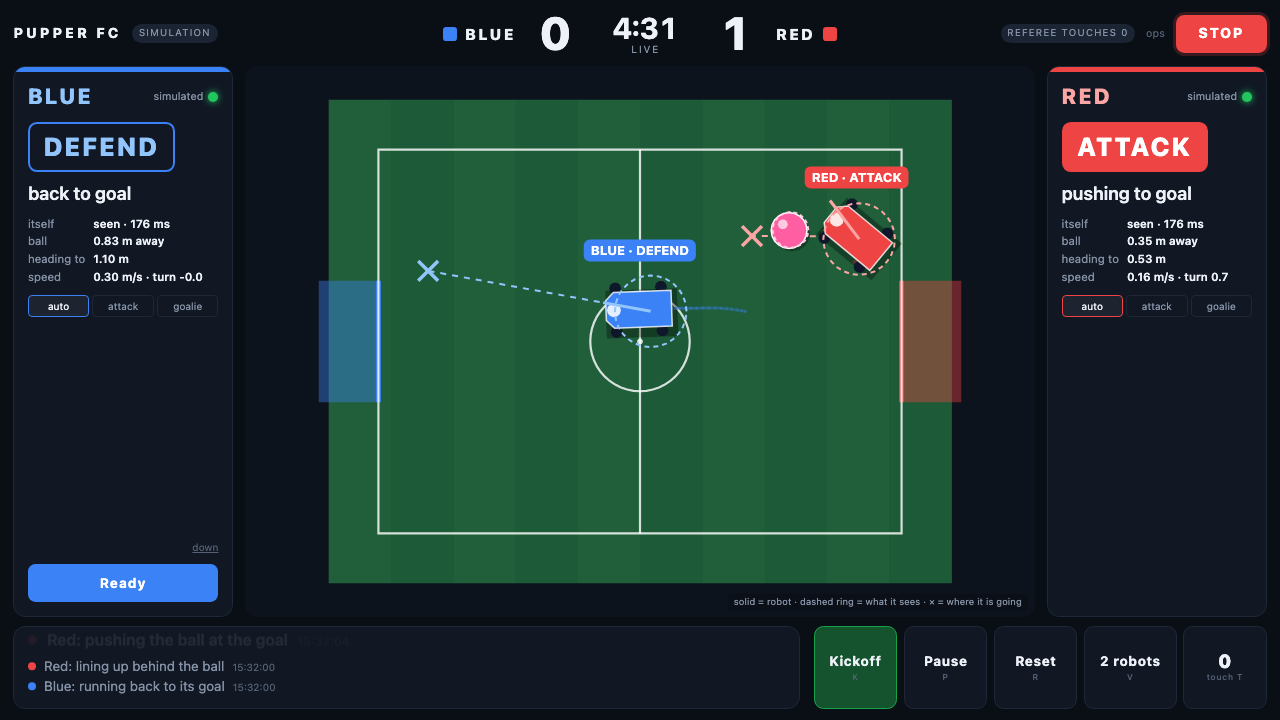 PUPPER FC SIMULATION
BLUE 0 4:31 LIVE 1 RED
REFEREE TOUCHES 0 ops STOP
BLUE simulated
DEFEND
back to goal
itself seen · 176 ms
ball 0.83 m away
heading to 1.10 m
speed 0.30 m/s · turn -0.0
auto attack goalie
down
Ready
RED · ATTACK
BLUE · DEFEND
solid = robot · dashed ring = what it sees · × = where it is going
RED simulated
ATTACK
pushing to goal
itself seen · 176 ms
ball 0.35 m away
heading to 0.53 m
speed 0.16 m/s · turn 0.7
auto attack goalie
Red: pushing the ball at the goal 15:32:04
Red: lining up behind the ball 15:32:00
Blue: running back to its goal 15:32:00
Kickoff K
Pause P
Reset R
2 robots V
0 touch T